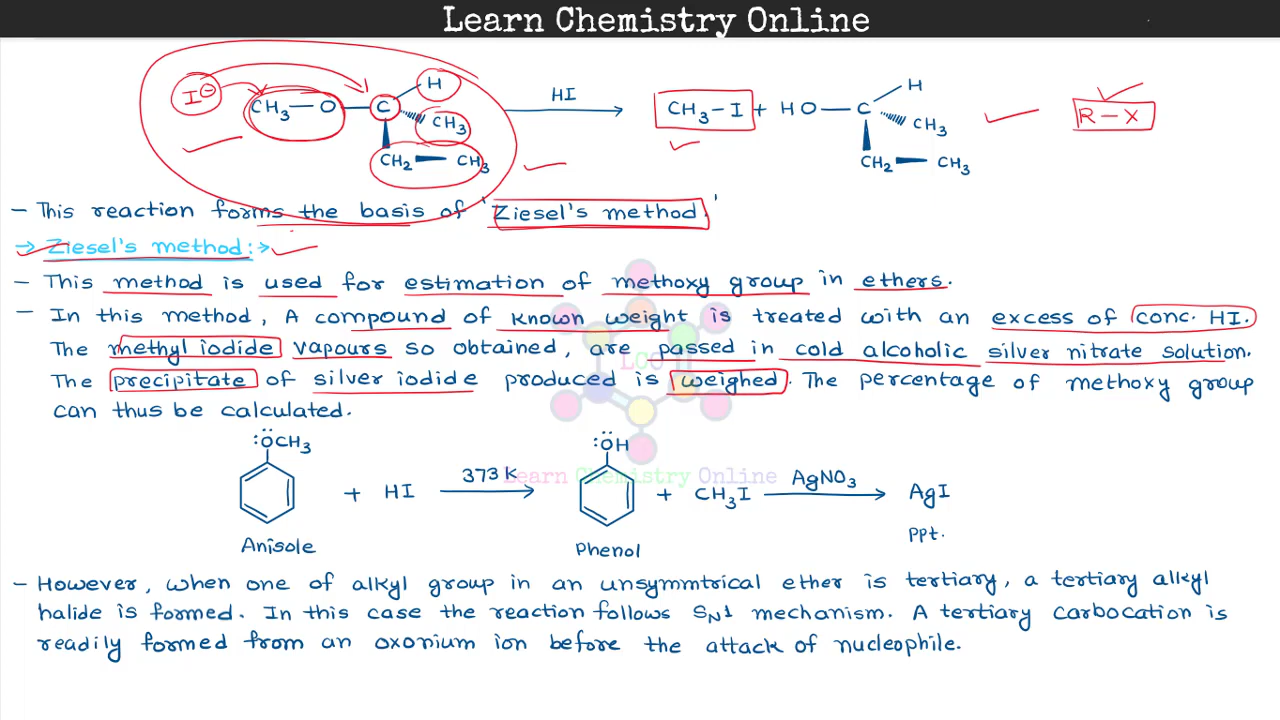 Learn Chemistry Online
I⊖
CH3—O—C
H
CH3
CH2 CH3
HI
CH3–I + HO—C
H
CH3
CH2 CH3
R–X
– This reaction forms the basis of 'Ziesel's method.'
→ Ziesel's method:→
– This method is used for estimation of methoxy group in ethers.
– In this method, A compound of known weight is treated with an excess of conc. HI.
The methyl iodide vapours so obtained, are passed in cold alcoholic silver nitrate solution.
The precipitate of silver iodide produced is weighed. The percentage of methoxy group
can thus be calculated.
LCO
Learn Chemistry Online
:ÖCH3 :ÖH
+ HI 373 K + CH3I AgNO3 AgI
Anisole Phenol ppt.
– However, when one of alkyl group in an unsymmtrical ether is tertiary, a tertiary alkyl
halide is formed. In this case the reaction follows SN1 mechanism. A tertiary carbocation is
readily formed from an oxonium ion before the attack of nucleophile.